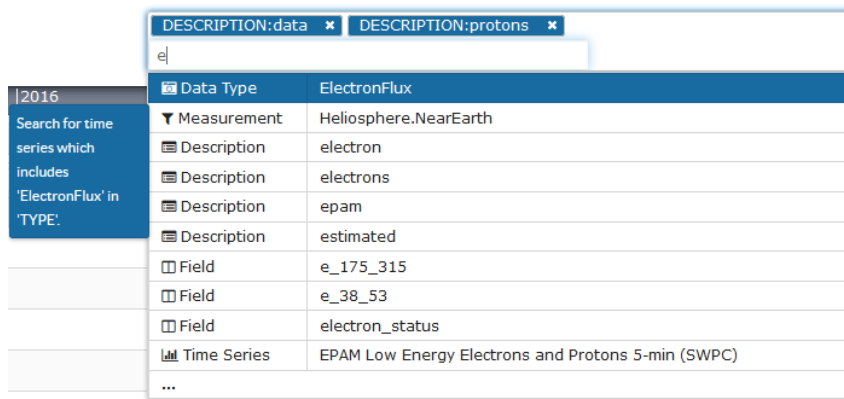 DESCRIPTION:data × DESCRIPTION:protons ×
e
|2016
Search for time
series which
includes
'ElectronFlux' in
'TYPE'.
Data Type ElectronFlux
Measurement Heliosphere.NearEarth
Description electron
Description electrons
Description epam
Description estimated
Field e_175_315
Field e_38_53
Field electron_status
Time Series EPAM Low Energy Electrons and Protons 5-min (SWPC)
...